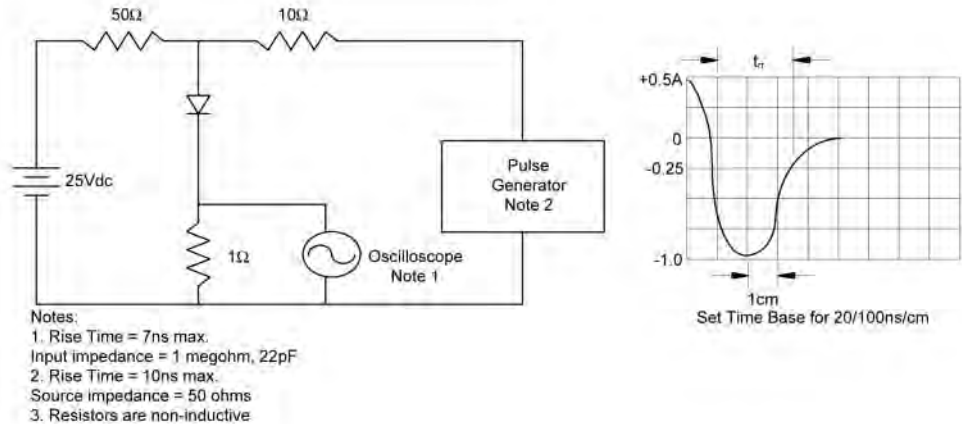 50Ω
10Ω
25Vdc
1Ω
Oscilloscope
Note 1
Pulse
Generator
Note 2
Notes:
1. Rise Time = 7ns max.
Input impedance = 1 megohm, 22pF
2. Rise Time = 10ns max.
Source impedance = 50 ohms
3. Resistors are non-inductive
trr
+0.5A
0
-0.25
-1.0
1cm
Set Time Base for 20/100ns/cm